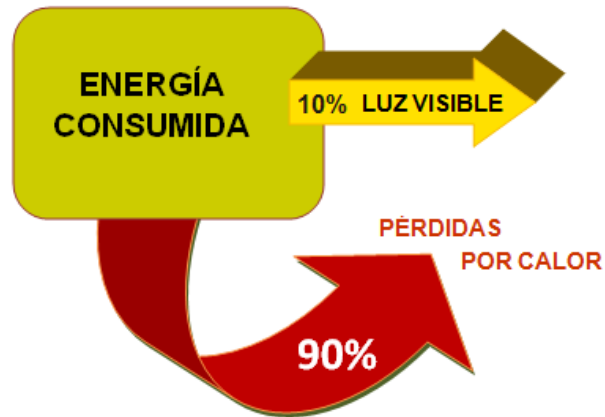 ENERGÍA
CONSUMIDA
10% LUZ VISIBLE
PÉRDIDAS
POR CALOR
90%